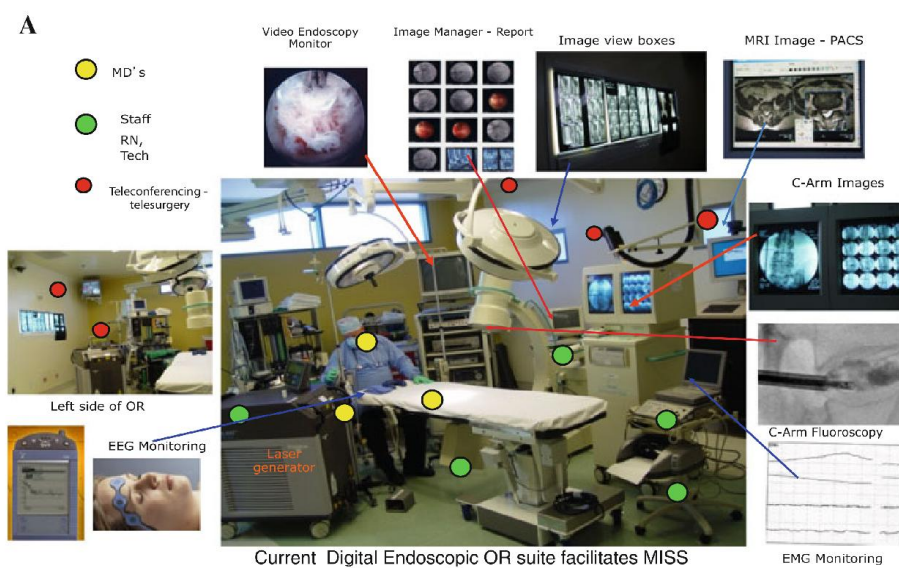 A
Video Endoscopy
Monitor
Image Manager - Report
Image view boxes
MRI Image - PACS
MD's
Staff
RN,
Tech
Teleconferencing -
telesurgery
C-Arm Images
Left side of OR
EEG Monitoring
Laser
generator
C-Arm Fluoroscopy
EMG Monitoring
Current Digital Endoscopic OR suite facilitates MISS